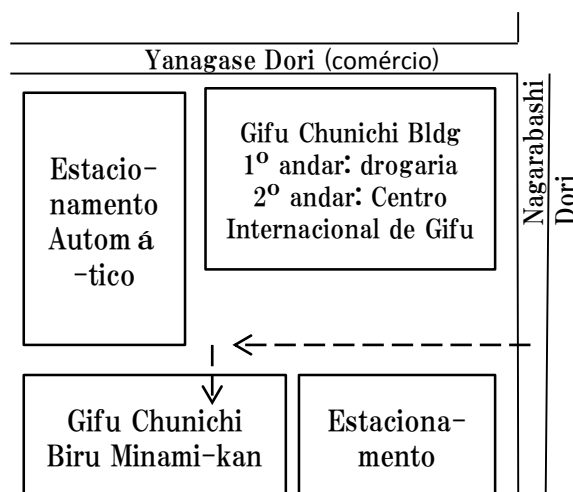 Yanagase Dori (comércio)
Gifu Chunichi Bldg
1º andar: drogaria
2º andar: Centro
Internacional de Gifu
Estacio-
namento
Automá
-tico
Nagarabashi
Dori
Gifu Chunichi
Biru Minami-kan
Estaciona-
mento